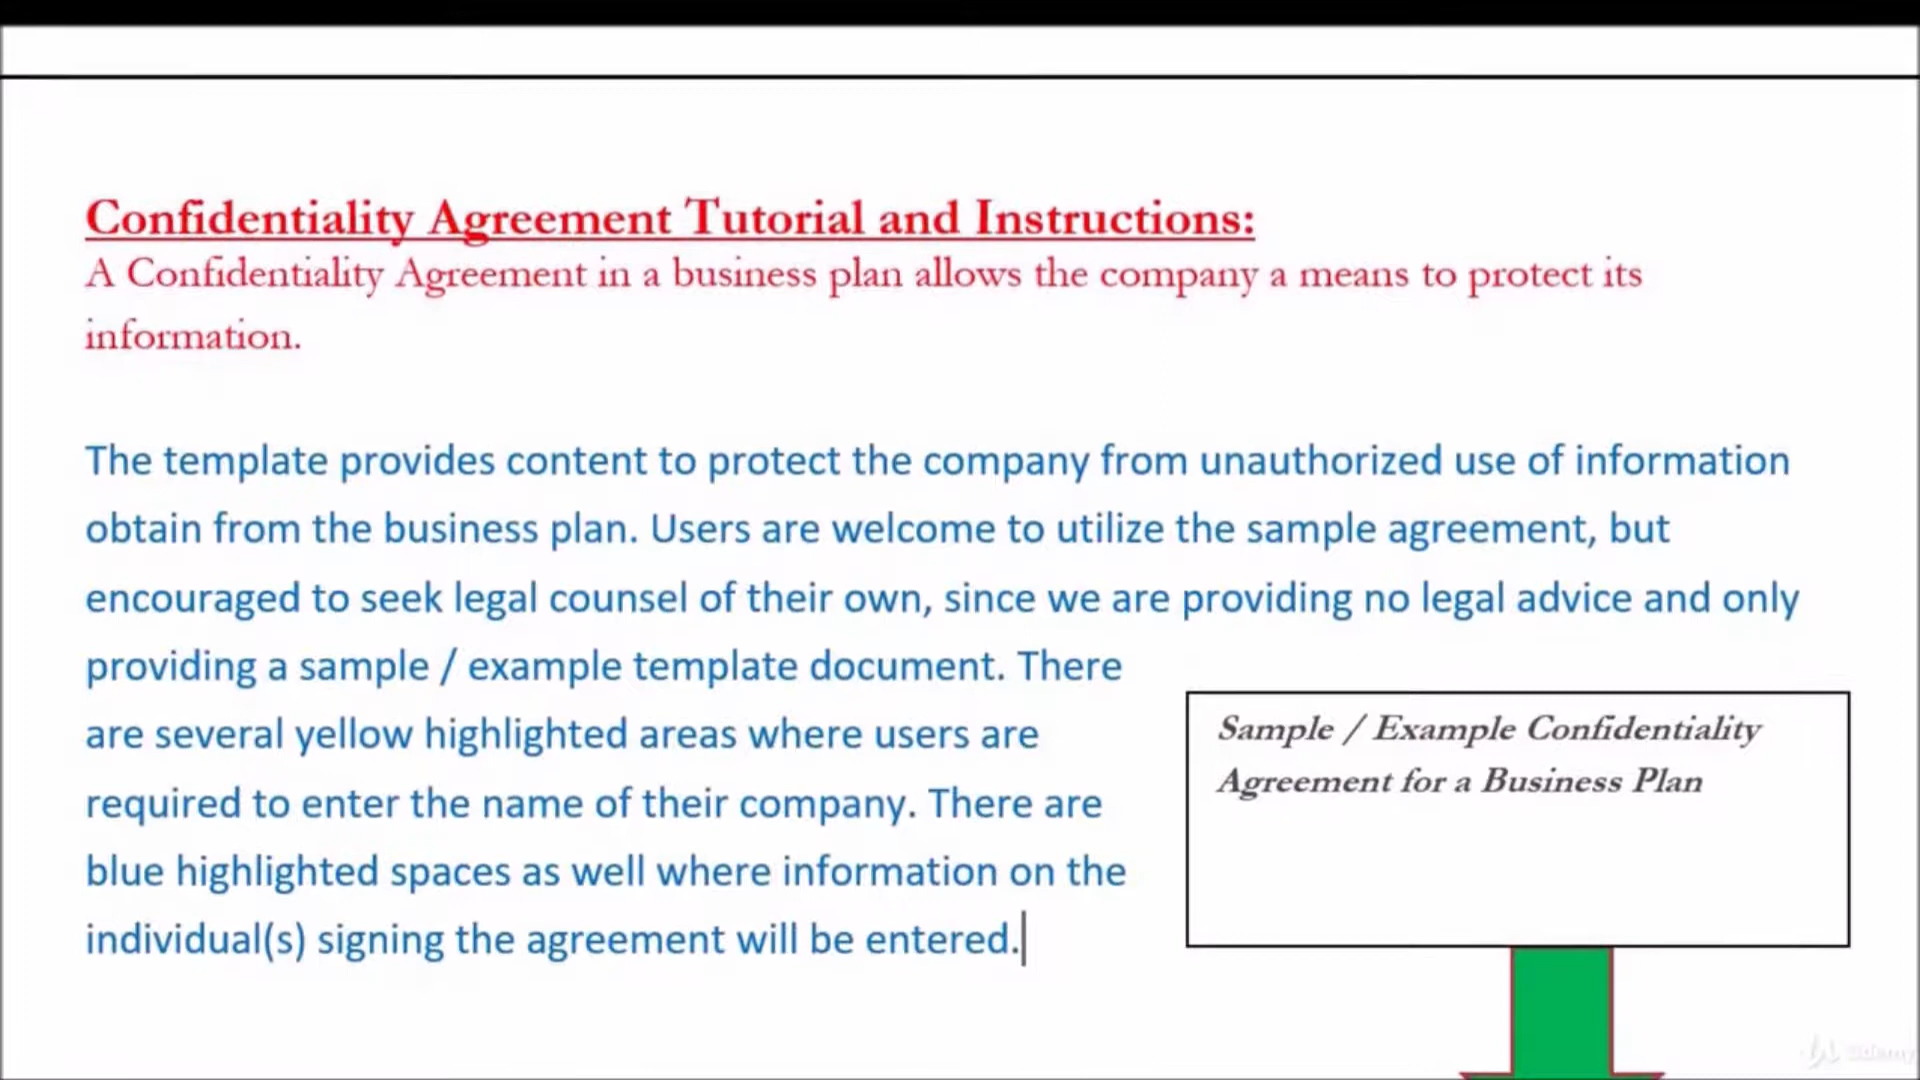 Confidentiality Agreement Tutorial and Instructions:
A Confidentiality Agreement in a business plan allows the company a means to protect its
information.
The template provides content to protect the company from unauthorized use of information
obtain from the business plan. Users are welcome to utilize the sample agreement, but
encouraged to seek legal counsel of their own, since we are providing no legal advice and only
providing a sample / example template document. There
are several yellow highlighted areas where users are
required to enter the name of their company. There are
blue highlighted spaces as well where information on the
individual(s) signing the agreement will be entered.
Sample / Example Confidentiality
Agreement for a Business Plan
Udemy